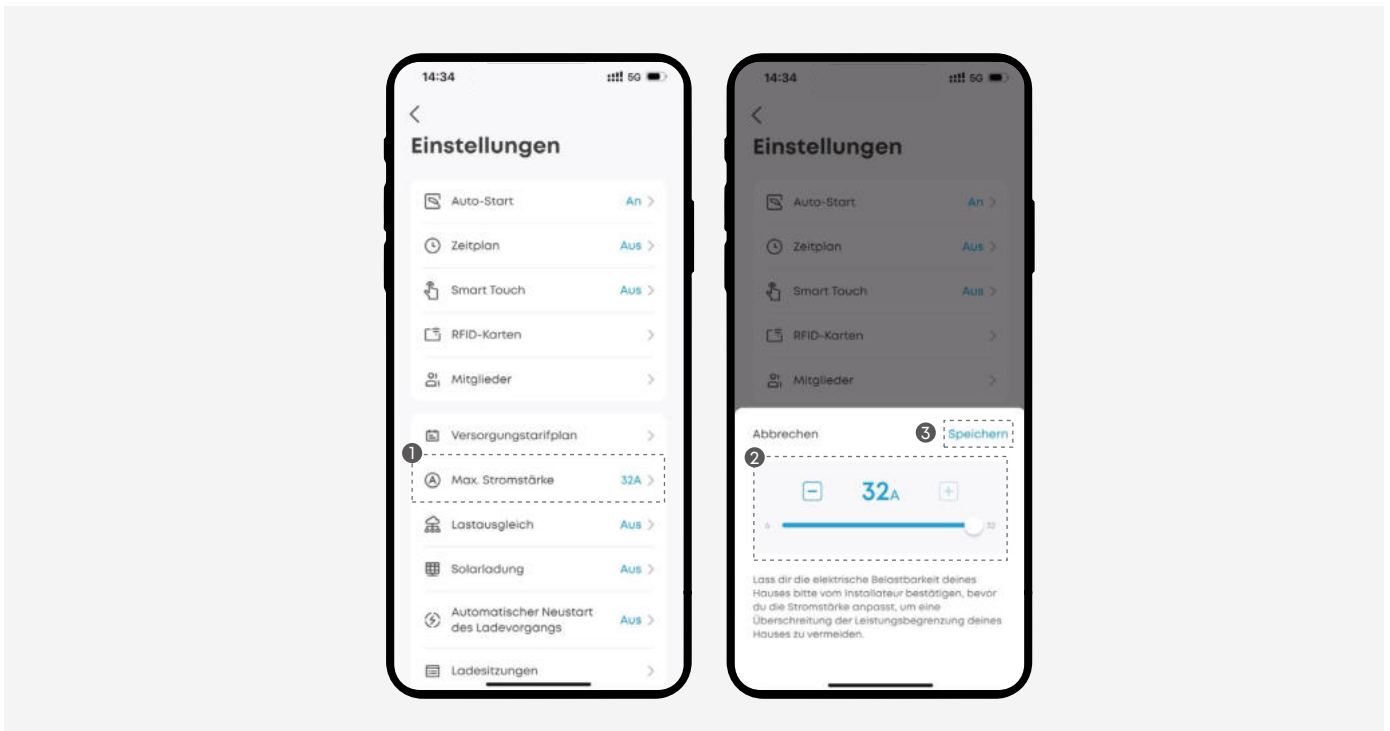 14:34
5G
Einstellungen
Auto-Start An
Zeitplan Aus
Smart Touch Aus
RFID-Karten
Mitglieder
Versorgungstarifplan
1
Max. Stromstärke 32A
Lastausgleich Aus
Solarladung Aus
Automatischer Neustart
des Ladevorgangs Aus
Ladesitzungen
14:34
5G
Einstellungen
Auto-Start An
Zeitplan Aus
Smart Touch Aus
RFID-Karten
Mitglieder
Abbrechen 3 Speichern
2
32A
6 32
Lass dir die elektrische Belastbarkeit deines
Hauses bitte vom Installateur bestätigen, bevor
du die Stromstärke anpasst, um eine
Überschreitung der Leistungsbegrenzung deines
Hauses zu vermeiden.